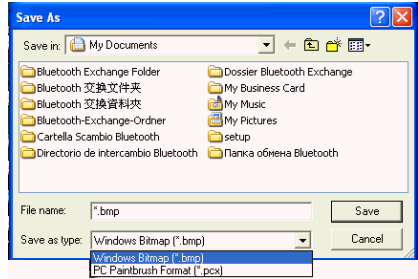 Save As
Save in: My Documents
Bluetooth Exchange Folder
Bluetooth 交换文件夹
Bluetooth 交換資料夾
Bluetooth-Exchange-Ordner
Cartella Scambio Bluetooth
Directorio de intercambio Bluetooth
Dossier Bluetooth Exchange
My Business Card
My Music
My Pictures
setup
Папка обмена Bluetooth
File name: *.bmp Save
Save as type: Windows Bitmap (*.bmp) Cancel
Windows Bitmap (*.bmp)
PC Paintbrush Format (*.pcx)